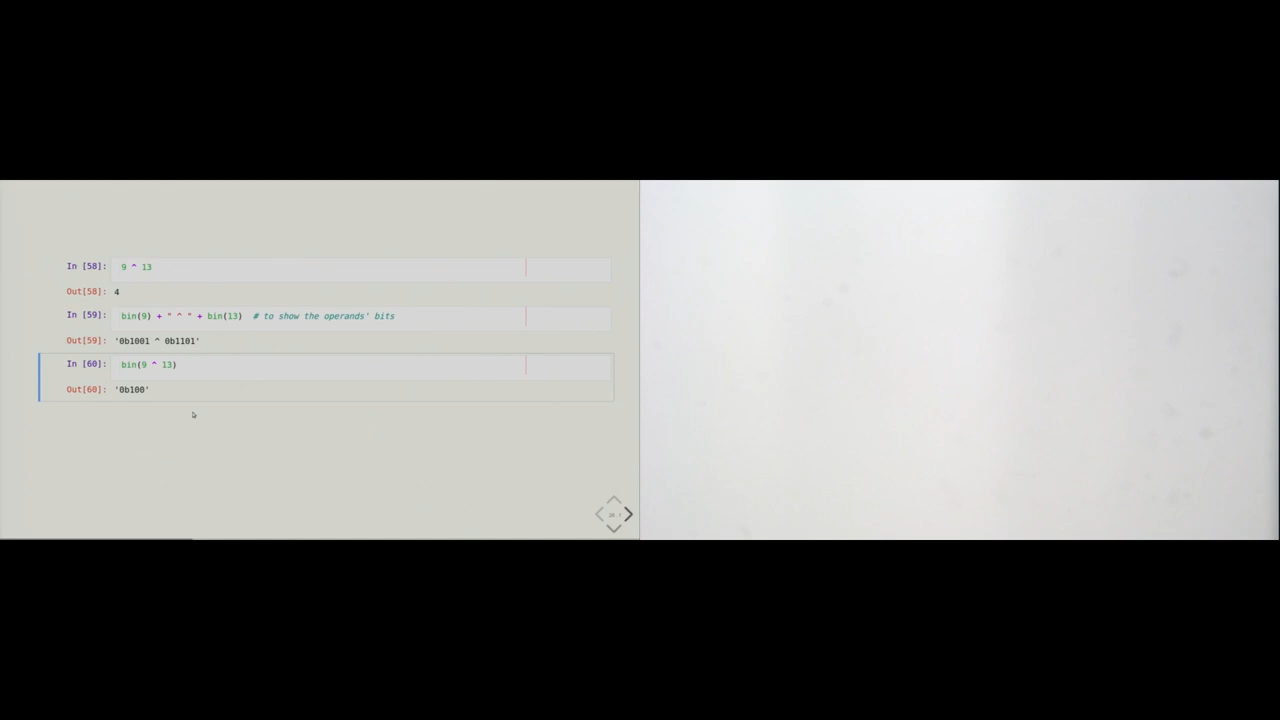 In [58]: 9 ^ 13
Out[58]: 4
In [59]: bin(9) + " ^ " + bin(13)  # to show the operands' bits
Out[59]: '0b1001 ^ 0b1101'
In [60]: bin(9 ^ 13)
Out[60]: '0b100'